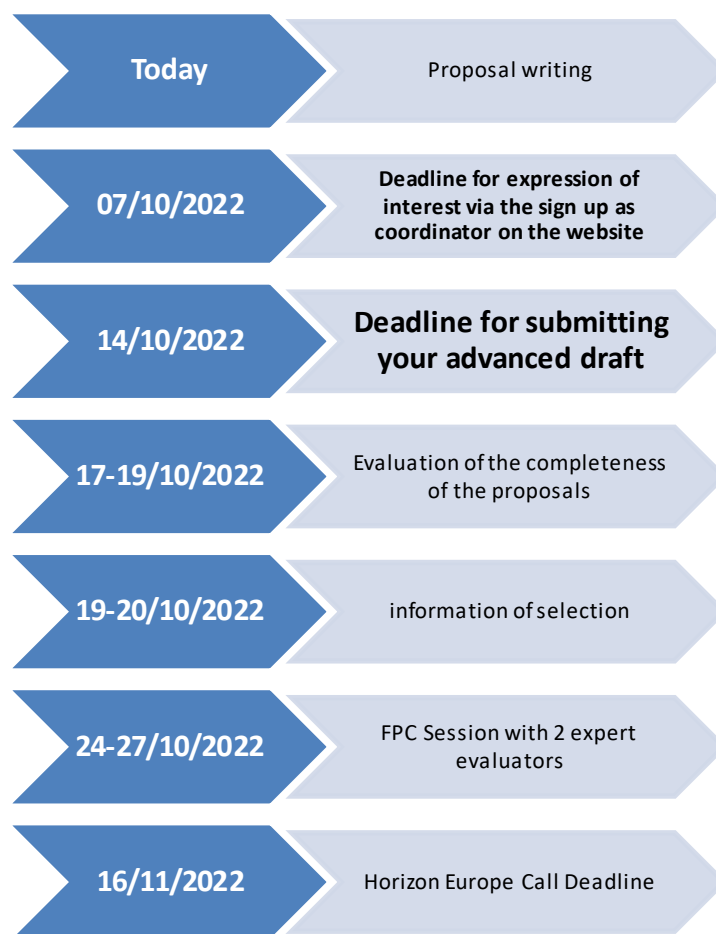 Today
Proposal writing
07/10/2022
Deadline for expression of
interest via the sign up as
coordinator on the website
14/10/2022
Deadline for submitting
your advanced draft
17-19/10/2022
Evaluation of the completeness
of the proposals
19-20/10/2022
information of selection
24-27/10/2022
FPC Session with 2 expert
evaluators
16/11/2022
Horizon Europe Call Deadline